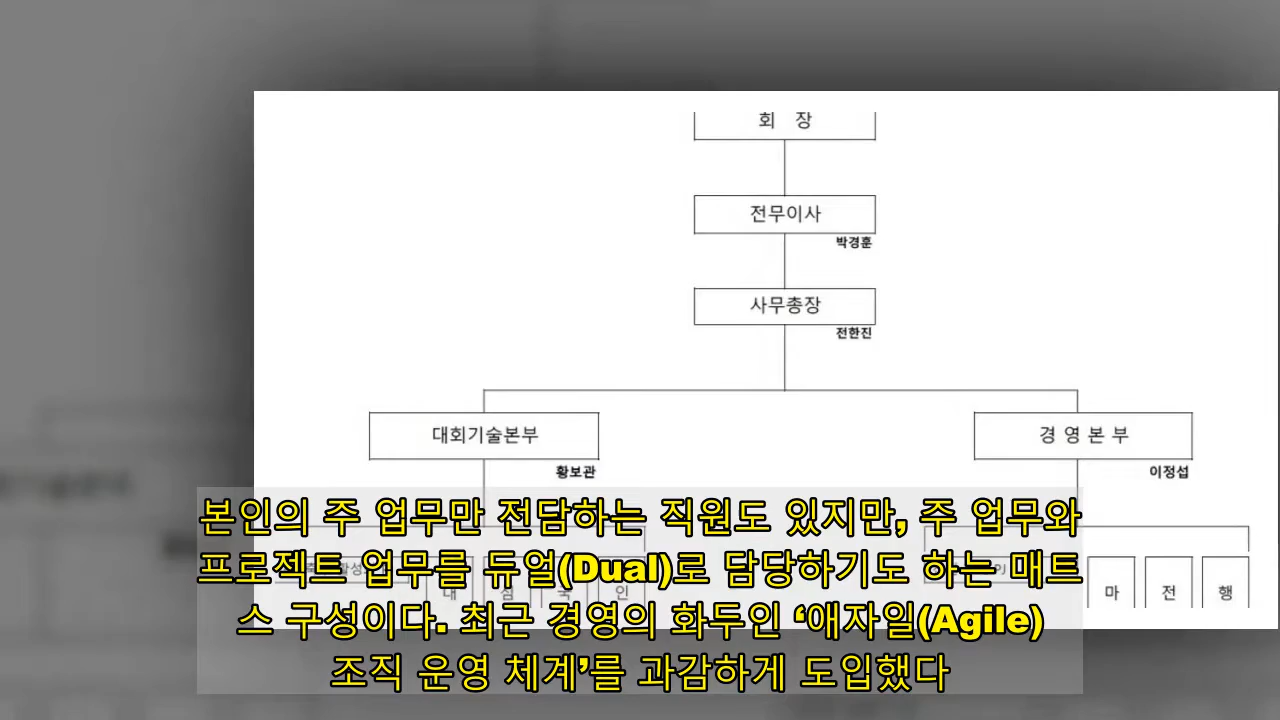 회 장
전무이사
박경훈
사무총장
전한진
대회기술본부
경 영 본 부
황보관
이정섭
본인의 주 업무만 전담하는 직원도 있지만, 주 업무와
프로젝트 업무를 듀얼(Dual)로 담당하기도 하는 매트
스 구성이다. 최근 경영의 화두인 ‘애자일(Agile)
조직 운영 체계’를 과감하게 도입했다
대
심
국
인
마
전
행